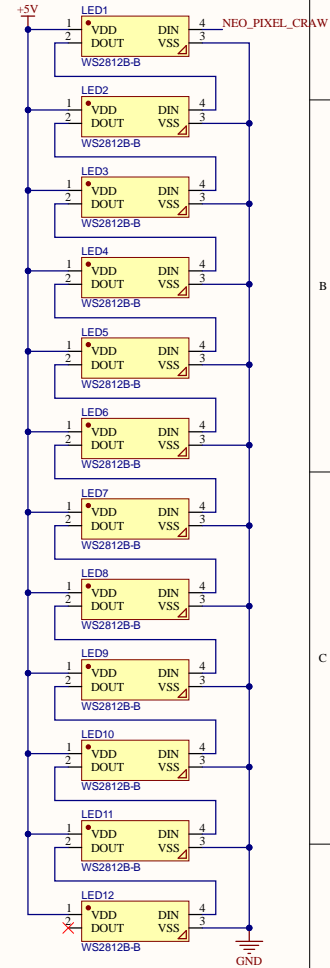 +5V
LED1
1 VDD DIN 4 NEO_PIXEL_CRAW
2 DOUT VSS 3
WS2812B-B
LED2
1 VDD DIN 4
2 DOUT VSS 3
WS2812B-B
LED3
1 VDD DIN 4
2 DOUT VSS 3
WS2812B-B
LED4
1 VDD DIN 4
2 DOUT VSS 3
B
WS2812B-B
LED5
1 VDD DIN 4
2 DOUT VSS 3
WS2812B-B
LED6
1 VDD DIN 4
2 DOUT VSS 3
WS2812B-B
LED7
1 VDD DIN 4
2 DOUT VSS 3
WS2812B-B
LED8
1 VDD DIN 4
2 DOUT VSS 3
WS2812B-B
LED9
C
1 VDD DIN 4
2 DOUT VSS 3
WS2812B-B
LED10
1 VDD DIN 4
2 DOUT VSS 3
WS2812B-B
LED11
1 VDD DIN 4
2 DOUT VSS 3
WS2812B-B
LED12
1 VDD DIN 4
2 DOUT VSS 3
WS2812B-B
GND